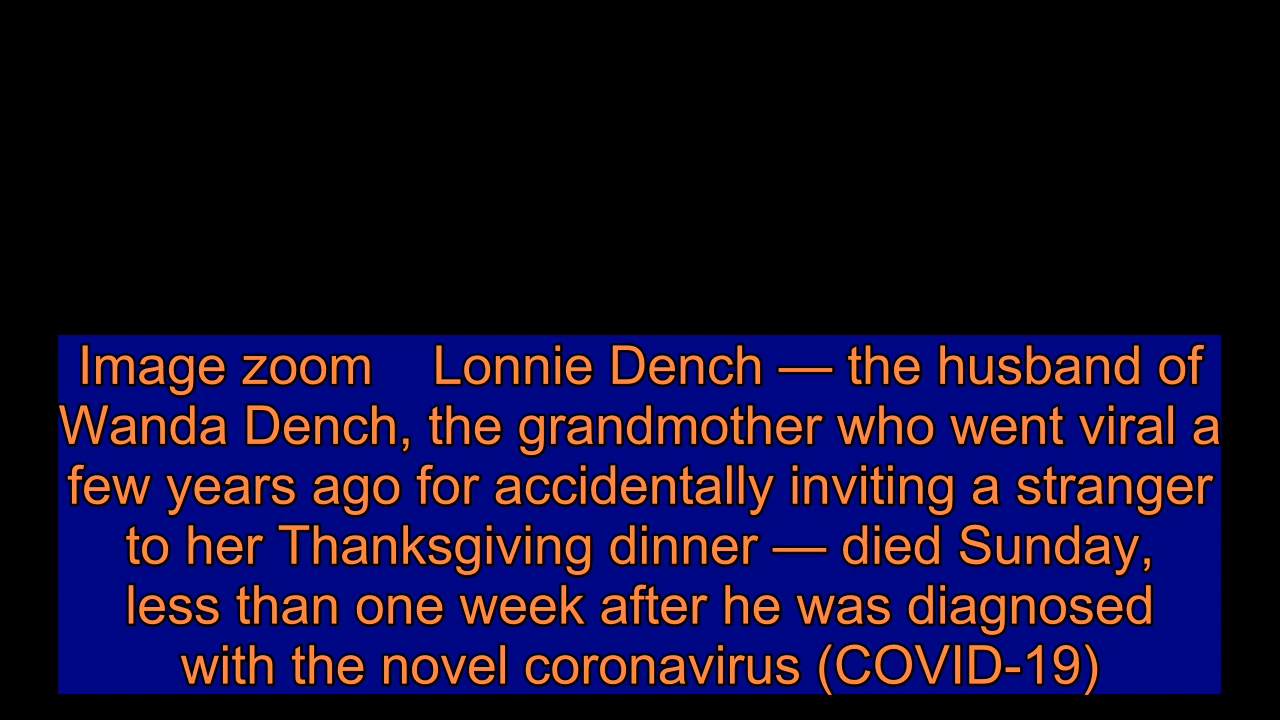 Image zoom    Lonnie Dench — the husband of
Wanda Dench, the grandmother who went viral a
few years ago for accidentally inviting a stranger
to her Thanksgiving dinner — died Sunday,
less than one week after he was diagnosed
with the novel coronavirus (COVID-19)